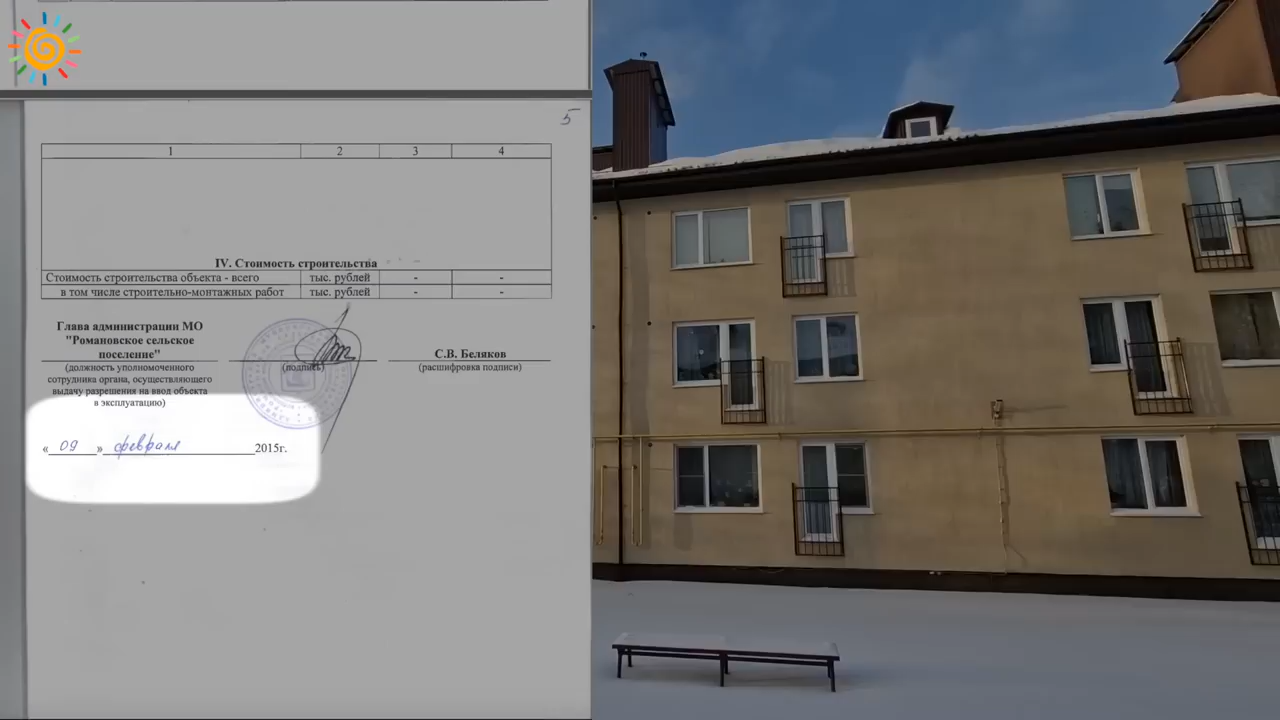 5
1 2 3 4
IV. Стоимость строительства
Стоимость строительства объекта - всего тыс. рублей - -
в том числе строительно-монтажных работ тыс. рублей - -
Глава администрации МО
"Романовское сельское
поселение"
С.В. Беляков
(должность уполномоченного
сотрудника органа, осуществляющего
выдачу разрешения на ввод объекта
в эксплуатацию)
(подпись)
(расшифровка подписи)
« 09 » февраля 2015г.